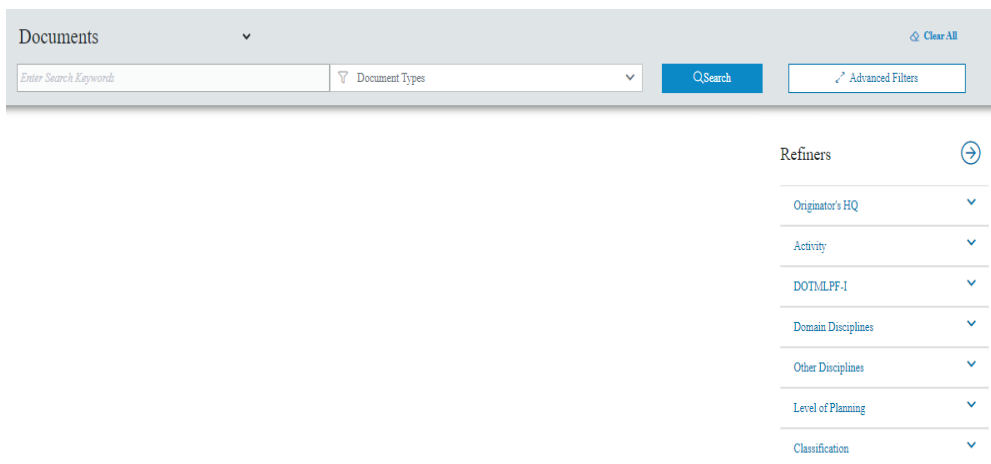 Documents
Clear All
Enter Search Keywords
Document Types
Search
Advanced Filters
Refiners
Originator's HQ
Activity
DOTMLPF-I
Domain Disciplines
Other Disciplines
Level of Planning
Classification